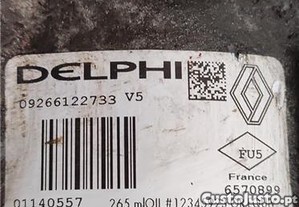 DELPHI
09266122733 V5
FU5
France
6570899
01140557 265 ml
CustoJusto.pt